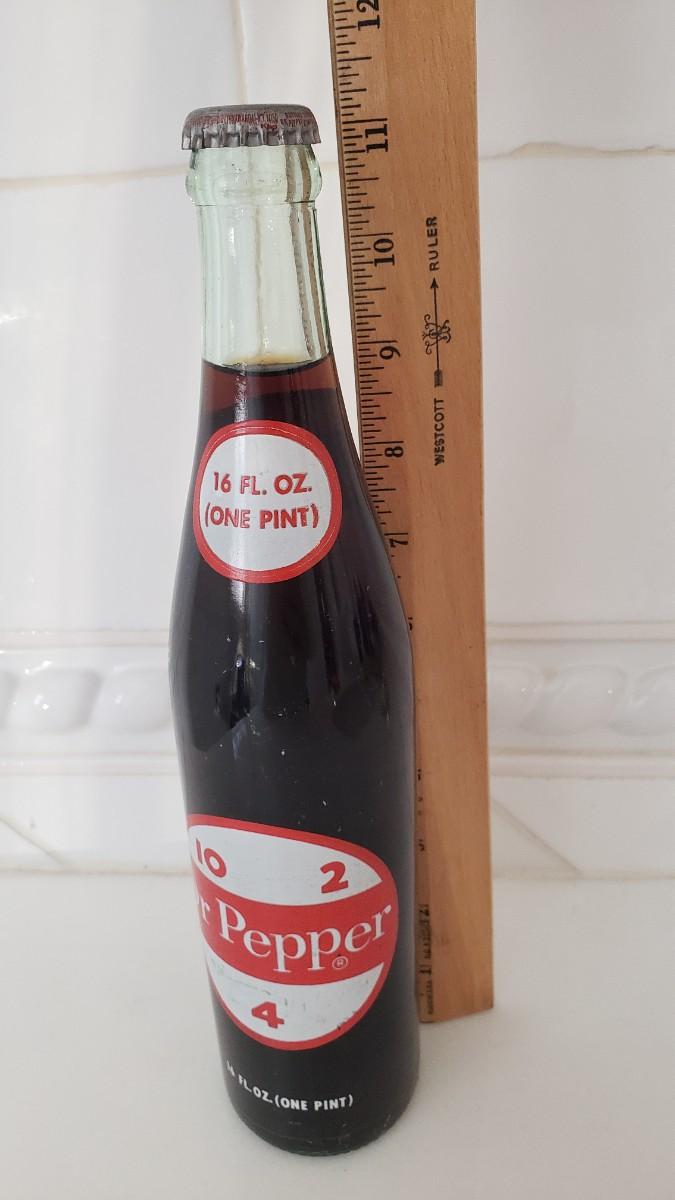 16 FL. OZ.
(ONE PINT)
10 2
r Pepper®
4
16 FL. OZ. (ONE PINT)
12
11
10
9
8
7
WESTCOTT RULER